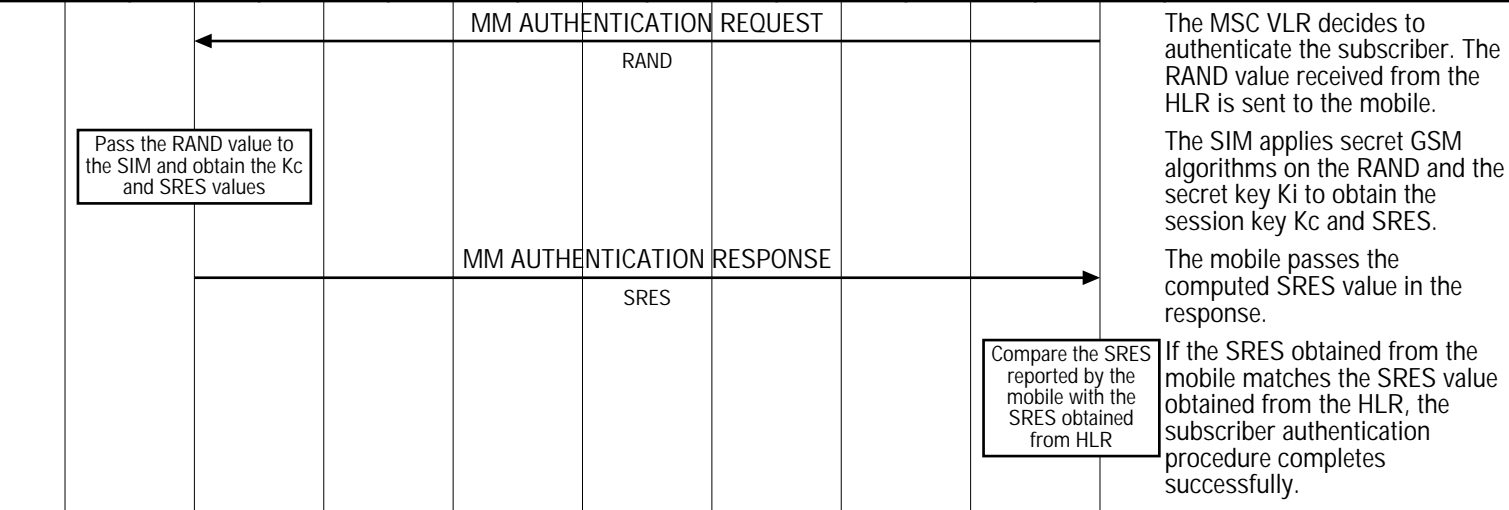 MM AUTHENTICATION REQUEST
RAND
The MSC VLR decides to
authenticate the subscriber. The
RAND value received from the
HLR is sent to the mobile.
Pass the RAND value to
the SIM and obtain the Kc
and SRES values
The SIM applies secret GSM
algorithms on the RAND and the
secret key Ki to obtain the
session key Kc and SRES.
MM AUTHENTICATION RESPONSE
SRES
The mobile passes the
computed SRES value in the
response.
Compare the SRES
reported by the
mobile with the
SRES obtained
from HLR
If the SRES obtained from the
mobile matches the SRES value
obtained from the HLR, the
subscriber authentication
procedure completes
successfully.